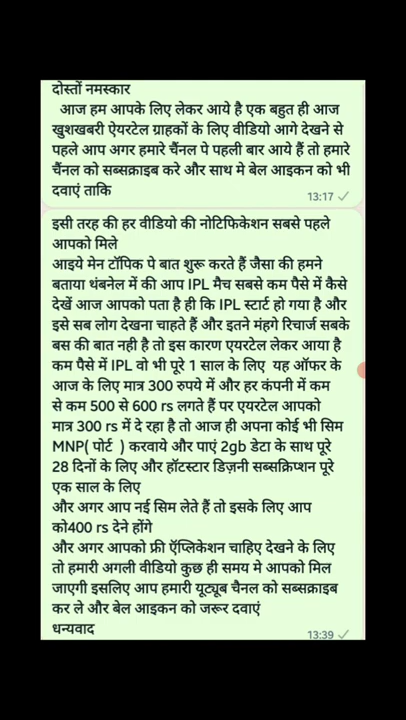 दोस्तों नमस्कार
आज हम आपके लिए लेकर आये है एक बहुत ही आज
खुशखबरी ऐयरटेल ग्राहकों के लिए वीडियो आगे देखने से
पहले आप अगर हमारे चैंनल पे पहली बार आये हैं तो हमारे
चैंनल को सब्सक्राइब करे और साथ मे बेल आइकन को भी
दवाएं ताकि
13:17
इसी तरह की हर वीडियो की नोटिफिकेशन सबसे पहले
आपको मिले
आइये मेन टॉपिक पे बात शुरू करते हैं जैसा की हमने
बताया थंबनेल में की आप IPL मैच सबसे कम पैसे में कैसे
देखें आज आपको पता है ही कि IPL स्टार्ट हो गया है और
इसे सब लोग देखना चाहते हैं और इतने मंहगे रिचार्ज सबके
बस की बात नही है तो इस कारण एयरटेल लेकर आया है
कम पैसे में IPL वो भी पूरे 1 साल के लिए यह ऑफर के
आज के लिए मात्र 300 रुपये में और हर कंपनी में कम
से कम 500 से 600 rs लगते हैं पर एयरटेल आपको
मात्र 300 rs में दे रहा है तो आज ही अपना कोई भी सिम
MNP( पोर्ट ) करवाये और पाएं 2gb डेटा के साथ पूरे
28 दिनों के लिए और हॉटस्टार डिज़नी सब्सक्रिप्शन पूरे
एक साल के लिए
और अगर आप नई सिम लेते हैं तो इसके लिए आप
को400 rs देने होंगे
और अगर आपको फ्री ऍप्लिकेशन चाहिए देखने के लिए
तो हमारी अगली वीडियो कुछ ही समय मे आपको मिल
जाएगी इसलिए आप हमारी यूट्यूब चैनल को सब्सक्राइब
कर ले और बेल आइकन को जरूर दवाएं
धन्यवाद
13:39